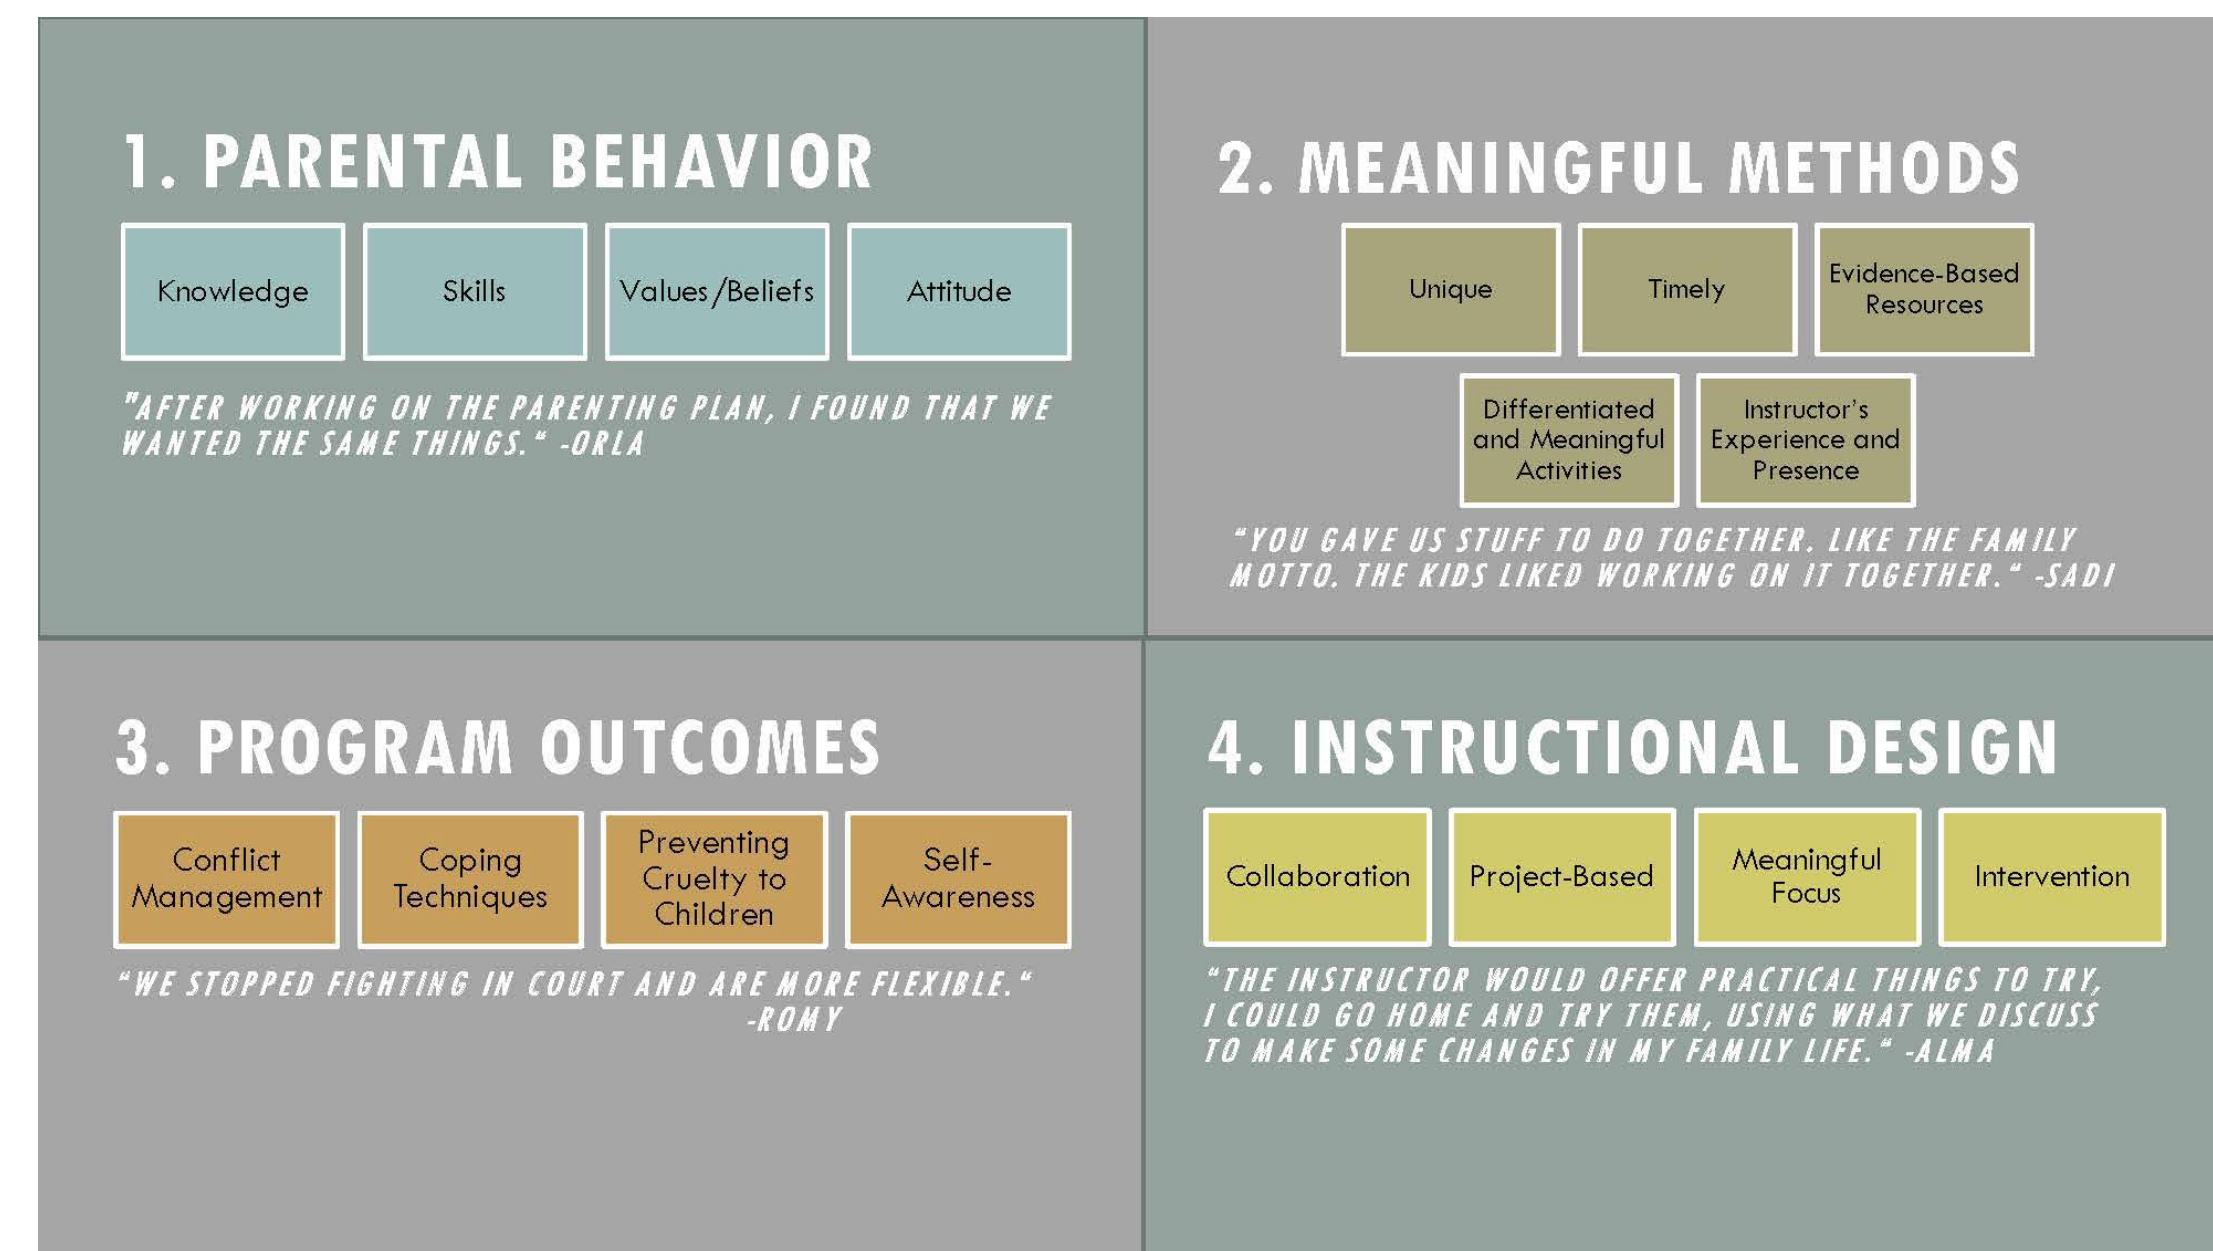 1. PARENTAL BEHAVIOR
Knowledge
Skills
Values/Beliefs
Attitude
"AFTER WORKING ON THE PARENTING PLAN, I FOUND THAT WE
WANTED THE SAME THINGS." -ORLA
2. MEANINGFUL METHODS
Unique
Timely
Evidence-Based
Resources
Differentiated
and Meaningful
Activities
Instructor's
Experience and
Presence
"YOU GAVE US STUFF TO DO TOGETHER. LIKE THE FAMILY
MOTTO. THE KIDS LIKED WORKING ON IT TOGETHER." -SADI
3. PROGRAM OUTCOMES
Conflict
Management
Coping
Techniques
Preventing
Cruelty to
Children
Self-
Awareness
"WE STOPPED FIGHTING IN COURT AND ARE MORE FLEXIBLE."
-ROMY
4. INSTRUCTIONAL DESIGN
Collaboration
Project-Based
Meaningful
Focus
Intervention
"THE INSTRUCTOR WOULD OFFER PRACTICAL THINGS TO TRY,
I COULD GO HOME AND TRY THEM, USING WHAT WE DISCUSS
TO MAKE SOME CHANGES IN MY FAMILY LIFE." -ALMA